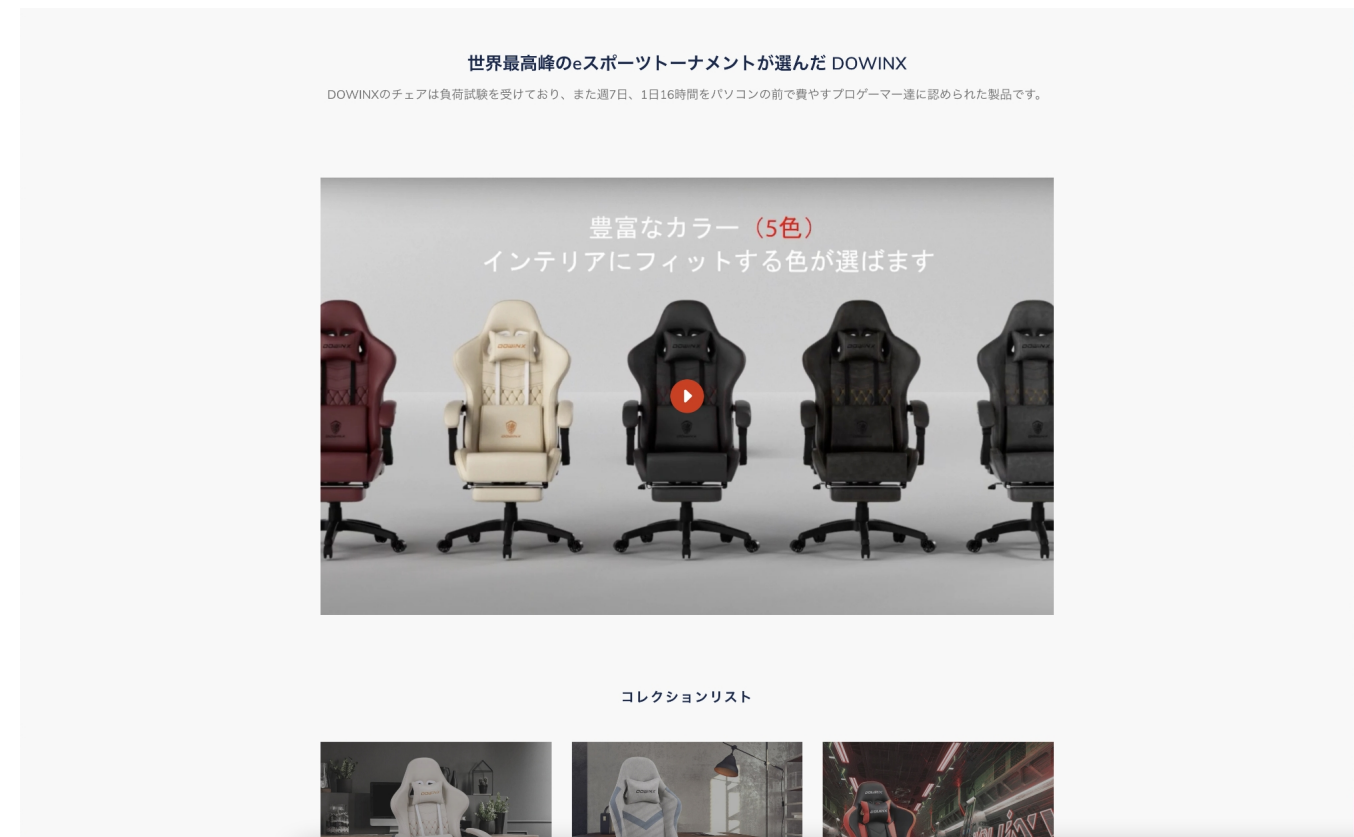 世界最高峰のeスポーツトーナメントが選んだ DOWINX
DOWINXのチェアは負荷試験を受けており、また週7日、1日16時間をパソコンの前で費やすプロゲーマー達に認められた製品です。
豊富なカラー（5色）
インテリアにフィットする色が選ばます
コレクションリスト